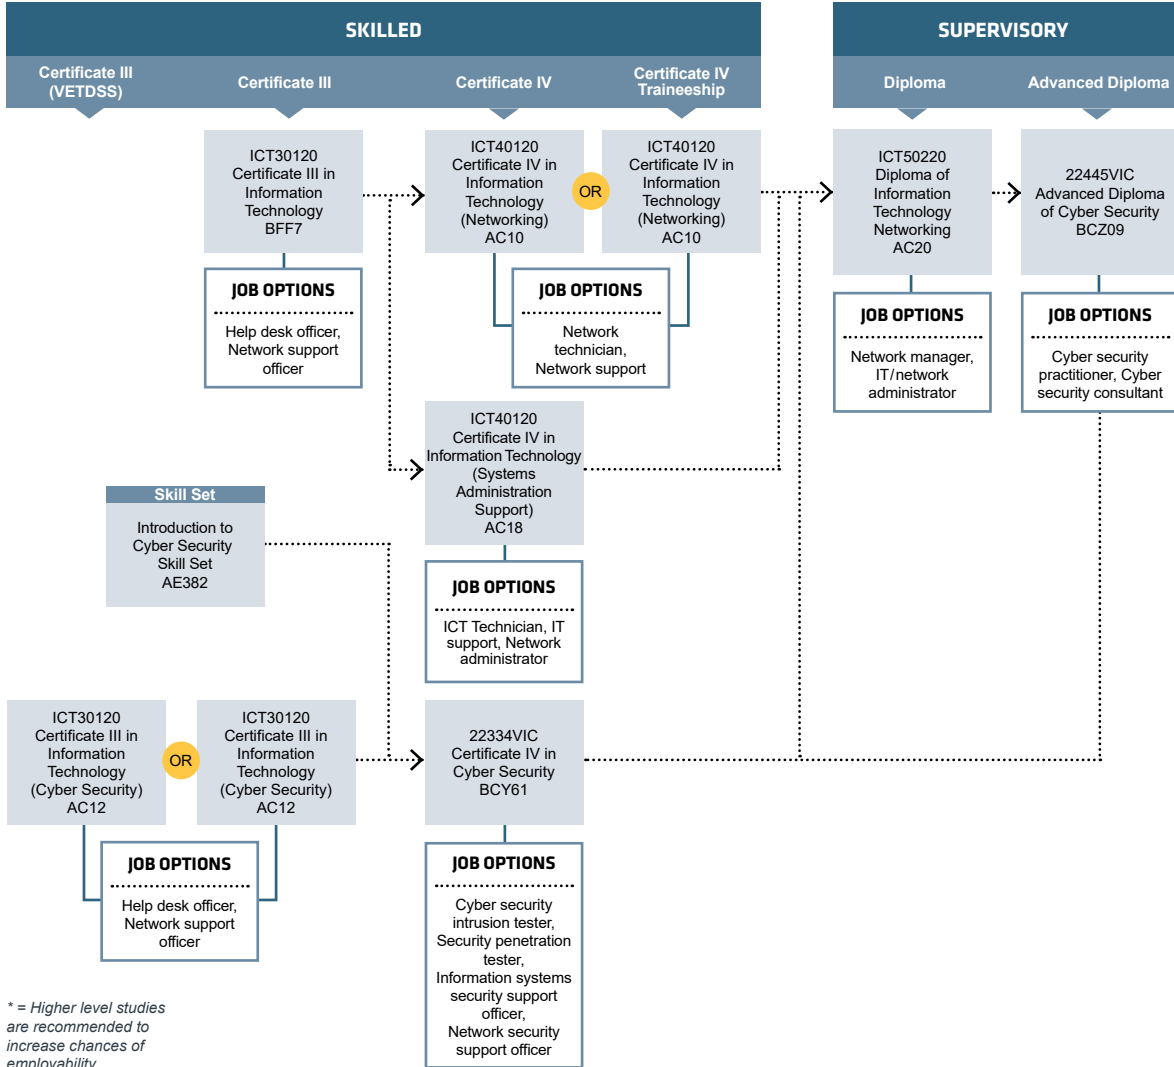 SKILLED
SUPERVISORY
Certificate III
(VETDSS)
Certificate III
Certificate IV
Certificate IV
Traineeship
Diploma
Advanced Diploma
ICT30120
Certificate III in
Information
Technology
BFF7
ICT40120
Certificate IV in
Information
Technology
(Networking)
AC10
OR
ICT40120
Certificate IV in
Information
Technology
(Networking)
AC10
ICT50220
Diploma of
Information
Technology
Networking
AC20
22445VIC
Advanced Diploma
of Cyber Security
BCZ09
JOB OPTIONS
Help desk officer,
Network support
officer
JOB OPTIONS
Network
technician,
Network support
JOB OPTIONS
Network manager,
IT/network
administrator
JOB OPTIONS
Cyber security
practitioner, Cyber
security consultant
ICT40120
Certificate IV in
Information Technology
(Systems
Administration
Support)
AC18
Skill Set
Introduction to
Cyber Security
Skill Set
AE382
JOB OPTIONS
ICT Technician, IT
support, Network
administrator
ICT30120
Certificate III in
Information
Technology
(Cyber Security)
AC12
OR
ICT30120
Certificate III in
Information
Technology
(Cyber Security)
AC12
22334VIC
Certificate IV in
Cyber Security
BCY61
JOB OPTIONS
Help desk officer,
Network support
officer
JOB OPTIONS
Cyber security
intrusion tester,
Security penetration
tester,
Information systems
security support
officer,
Network security
support officer
* = Higher level studies
are recommended to
increase chances of
employability